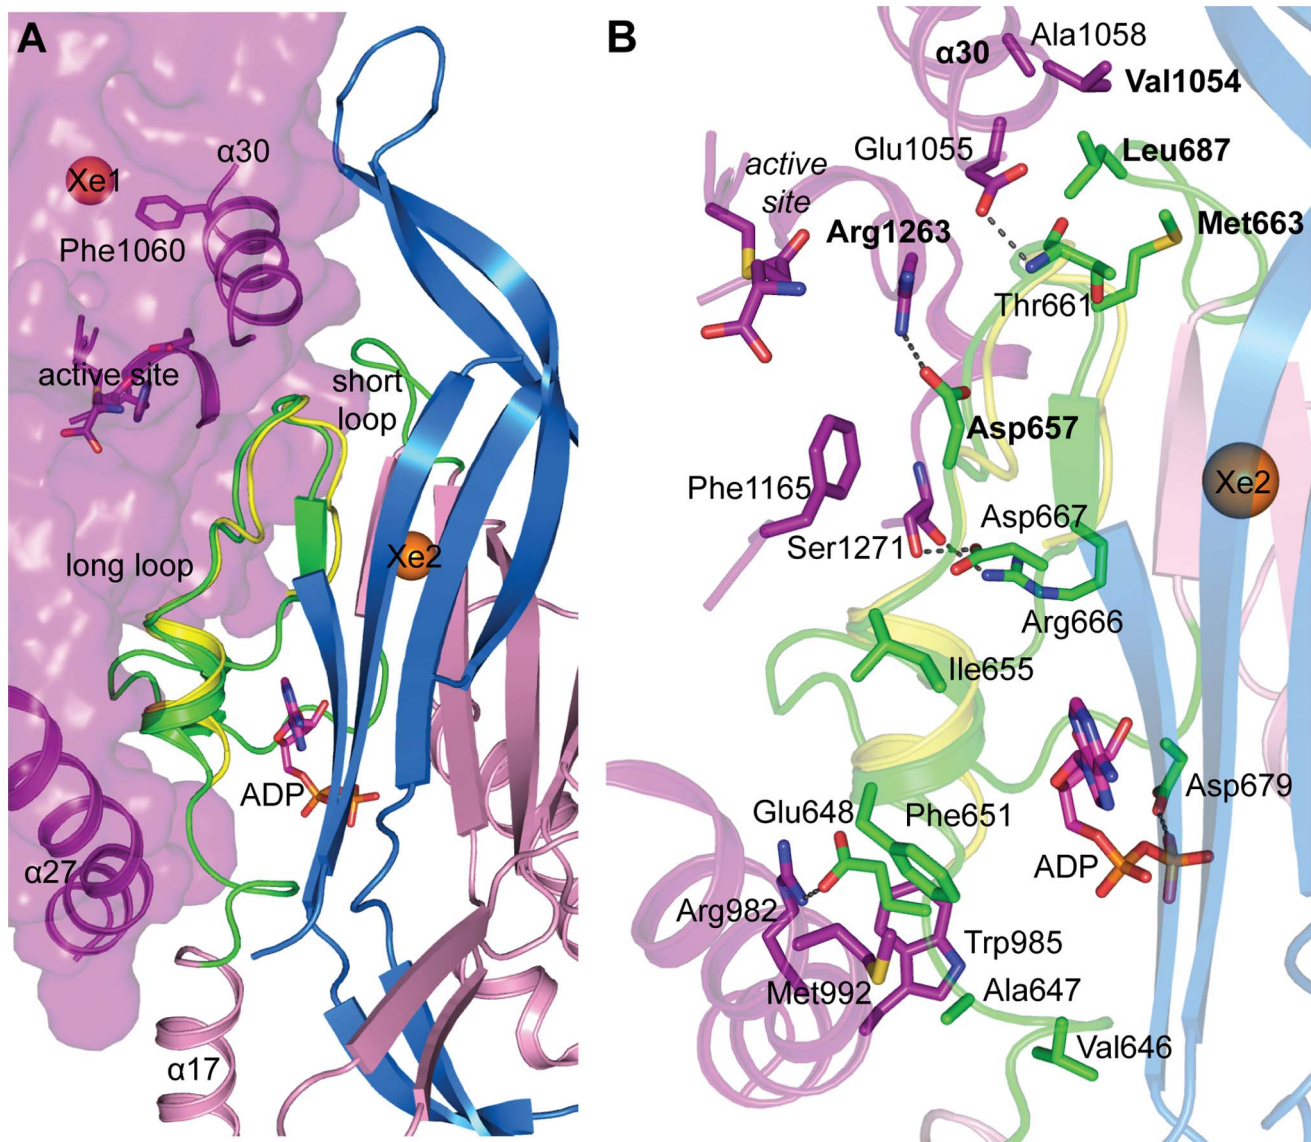 A
α30
Xe1
Phe1060
active site
short
loop
long loop
Xe2
ADP
α27
α17
B
α30
Ala1058
Val1054
Glu1055
Leu687
active
site
Arg1263
Met663
Thr661
Asp657
Xe2
Phe1165
Asp667
Ser1271
Arg666
Ile655
Asp679
Glu648
Phe651
ADP
Arg982
Trp985
Met992
Ala647
Val646